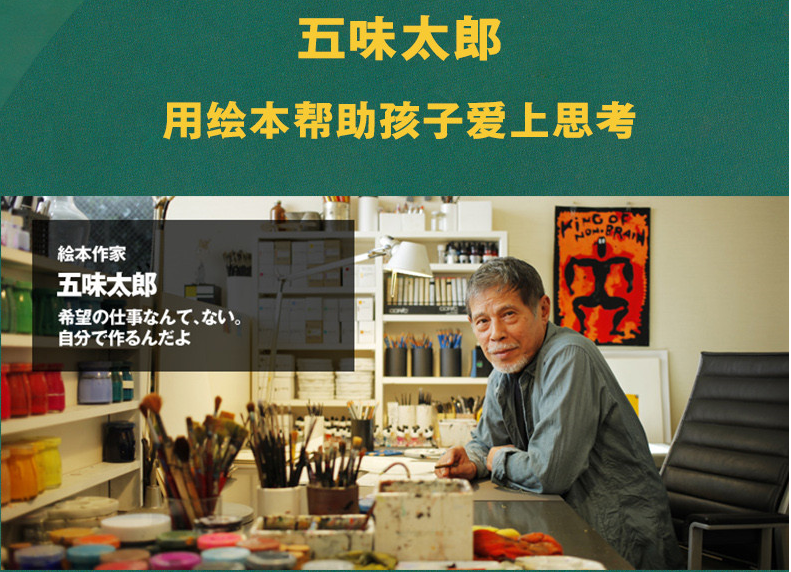 五味太郎
用绘本帮助孩子爱上思考
絵本作家
五味太郎
希望の仕事なんて、ない。
自分で作るんだよ
KING OF
NON-BRAIN
COPIC